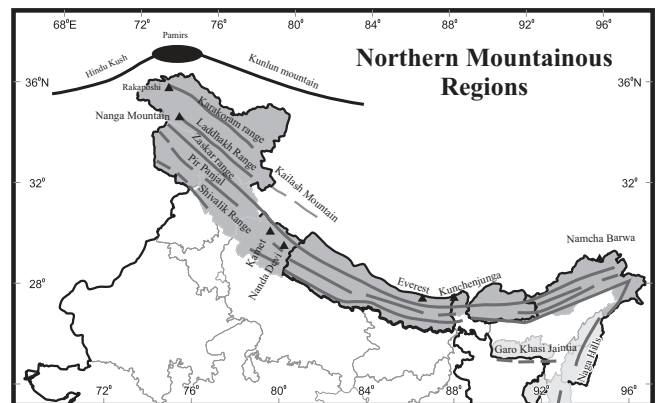 68°E 72° 76° 80° 84° 88° 92° 96°
Pamirs
Hindu Kush
Kunlun mountain
Northern Mountainous
Regions
36°N
36°N
Rakaposhi
Karakoram range
Nanga Mountain
Laddhakh Range
Zaskar range
Pir Panjal
Kailash Mountain
Shivalik Range
32°
32°
Kamet
Nanda Devi
Namcha Barwa
Everest
Kunchenjunga
28°
28°
Garo Khasi Jaintia
Naga Hills
72° 76° 80° 84° 88° 92° 96°